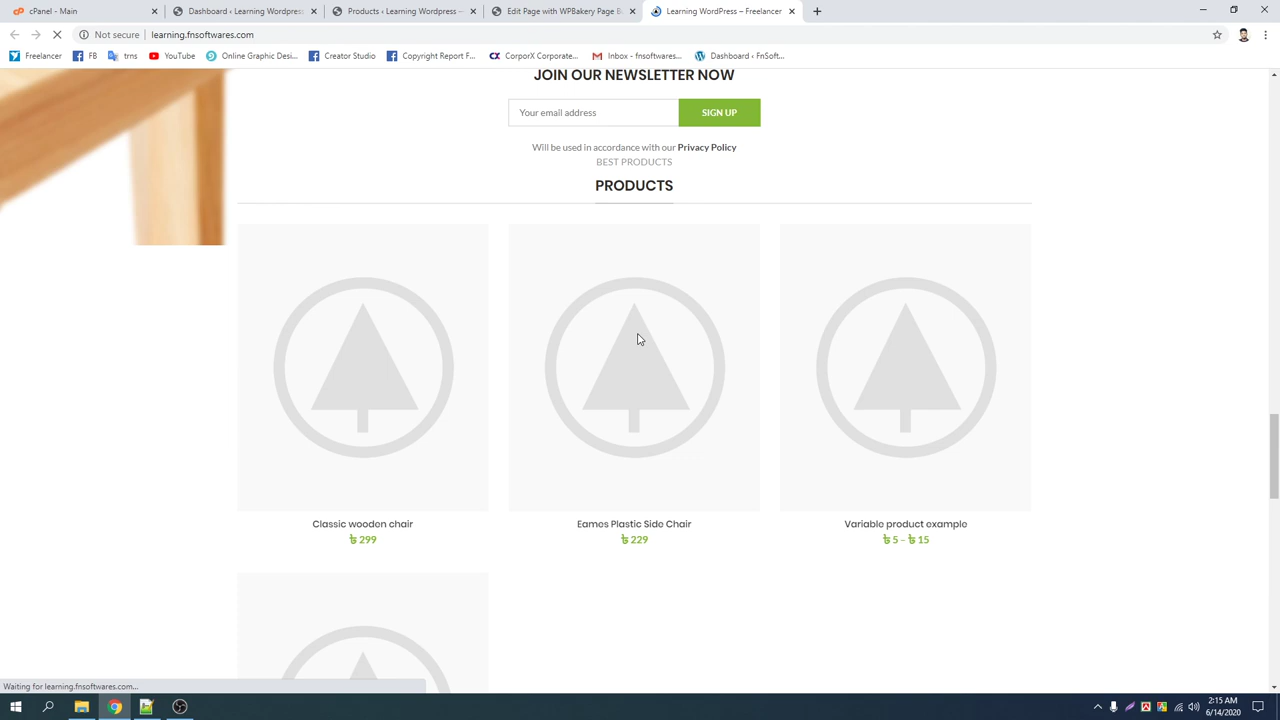 cPanel - Main
Dashboard ‹ Learning Wordpress
Products ‹ Learning Wordpress –
Edit Page with WPBakery Page B
Learning WordPress – Freelancer
Not secure
learning.fnsoftwares.com
Freelancer
FB
trns
YouTube
Online Graphic Desi...
Creator Studio
Copyright Report F...
CorporX Corporate...
Inbox - fnsoftwares...
Dashboard ‹ FnSoft...
JOIN OUR NEWSLETTER NOW
Your email address
SIGN UP
Will be used in accordance with our Privacy Policy
BEST PRODUCTS
PRODUCTS
Classic wooden chair
৳ 299
Eames Plastic Side Chair
৳ 229
Variable product example
৳ 5 – ৳ 15
Waiting for learning.fnsoftwares.com...
2:15 AM
6/14/2020